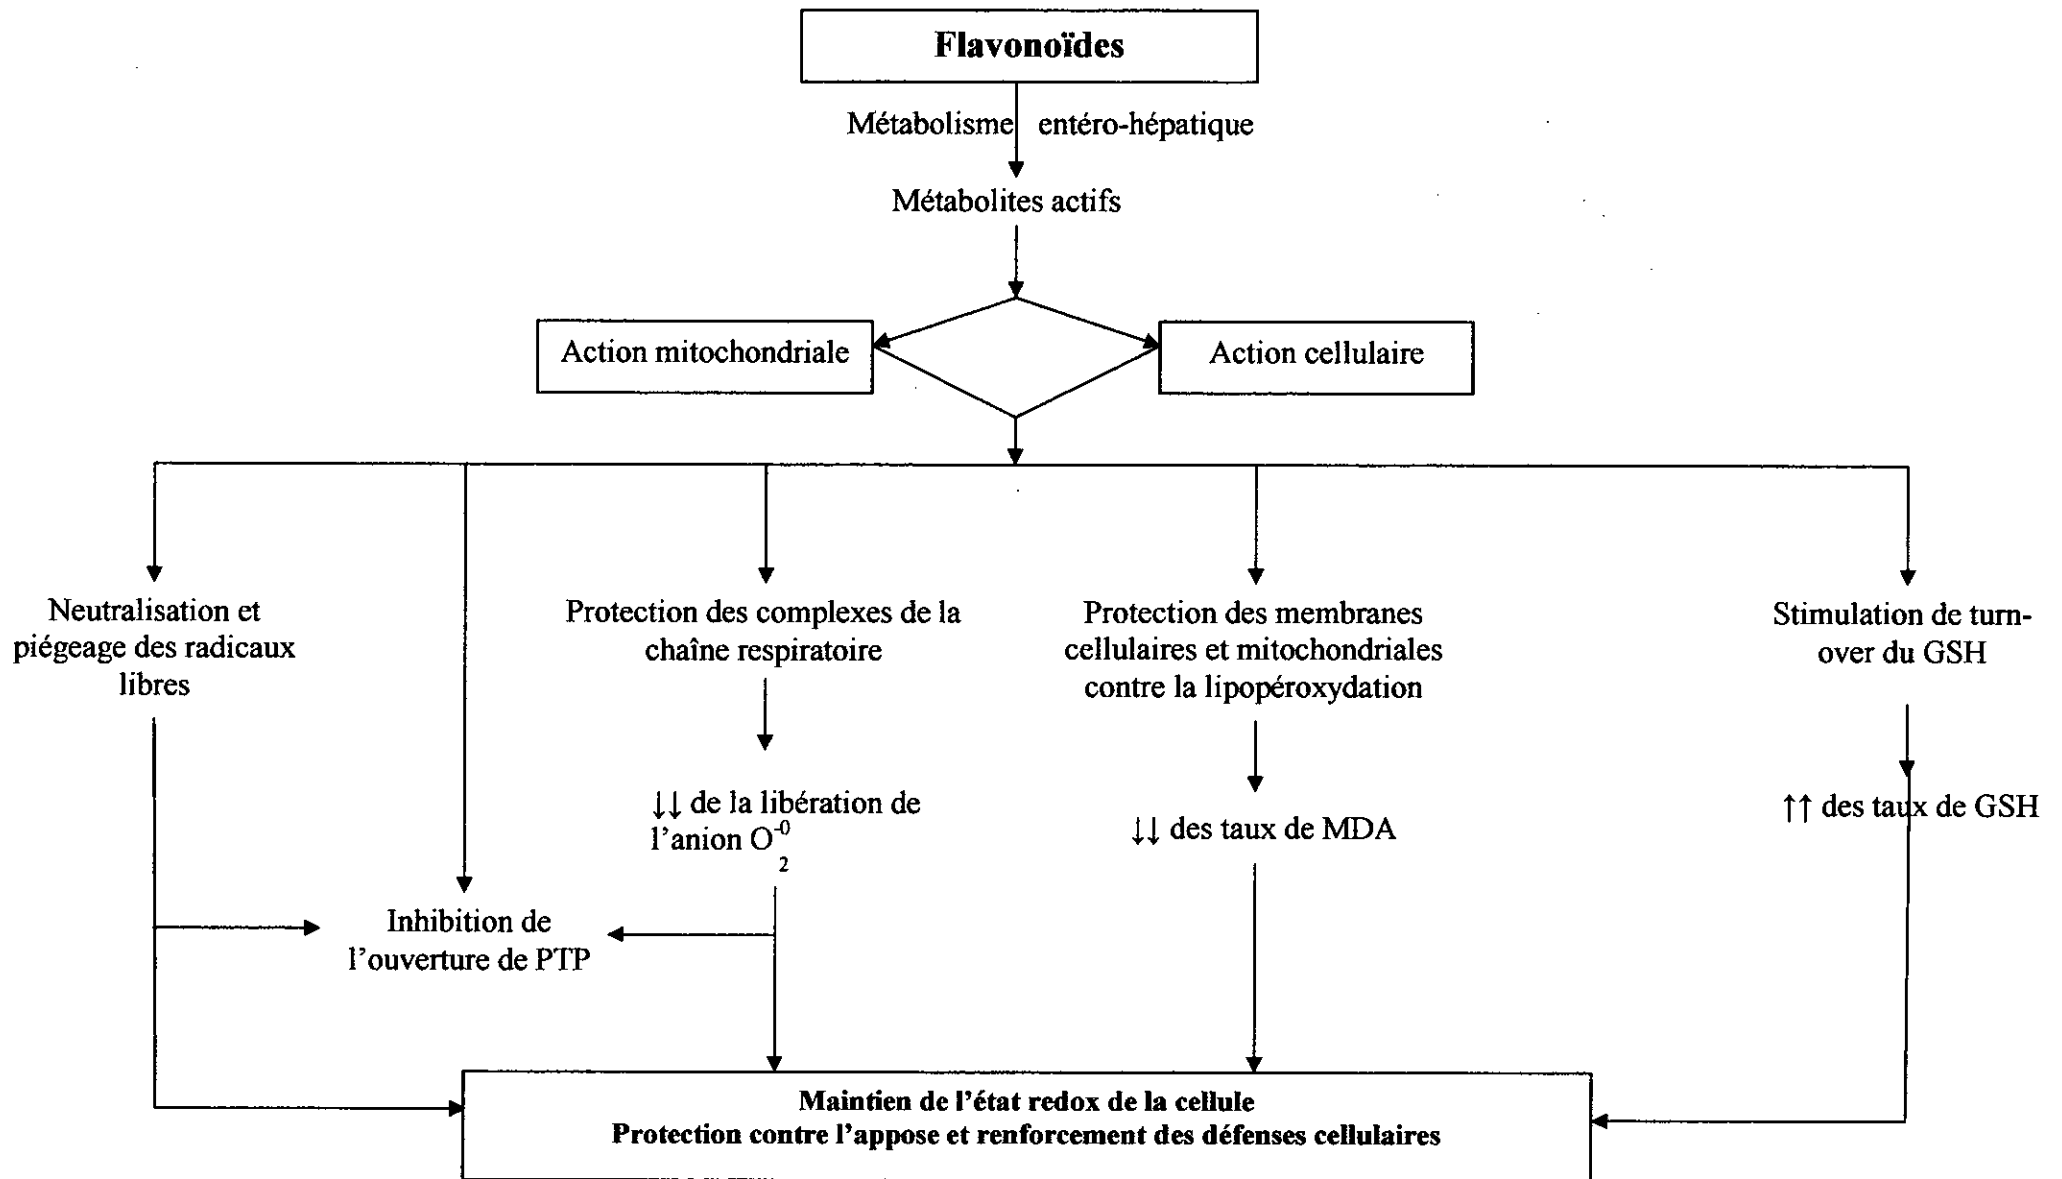 Flavonoïdes
Métabolisme entéro-hépatique
Métabolites actifs
Action mitochondriale
Action cellulaire
Neutralisation et
piégeage des radicaux
libres
Protection des complexes de la
chaîne respiratoire
Protection des membranes
cellulaires et mitochondriales
contre la lipopéroxydation
Stimulation de turn-
over du GSH
↓↓ de la libération de
l'anion O₂⁻⁰
↓↓ des taux de MDA
↑↑ des taux de GSH
Inhibition de
l'ouverture de PTP
Maintien de l'état redox de la cellule
Protection contre l'appose et renforcement des défenses cellulaires